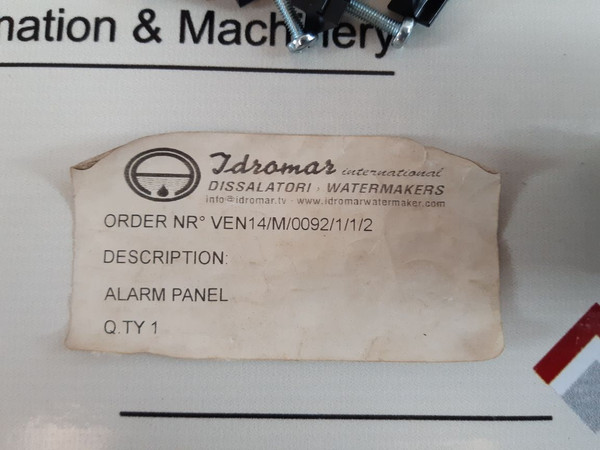 mation & Machinery
Idromar international
DISSALATORI · WATERMAKERS
info@idromar.tv · www.idromarwatermaker.com
ORDER NR° VEN14/M/0092/1/1/2
DESCRIPTION:
ALARM PANEL
Q.TY 1